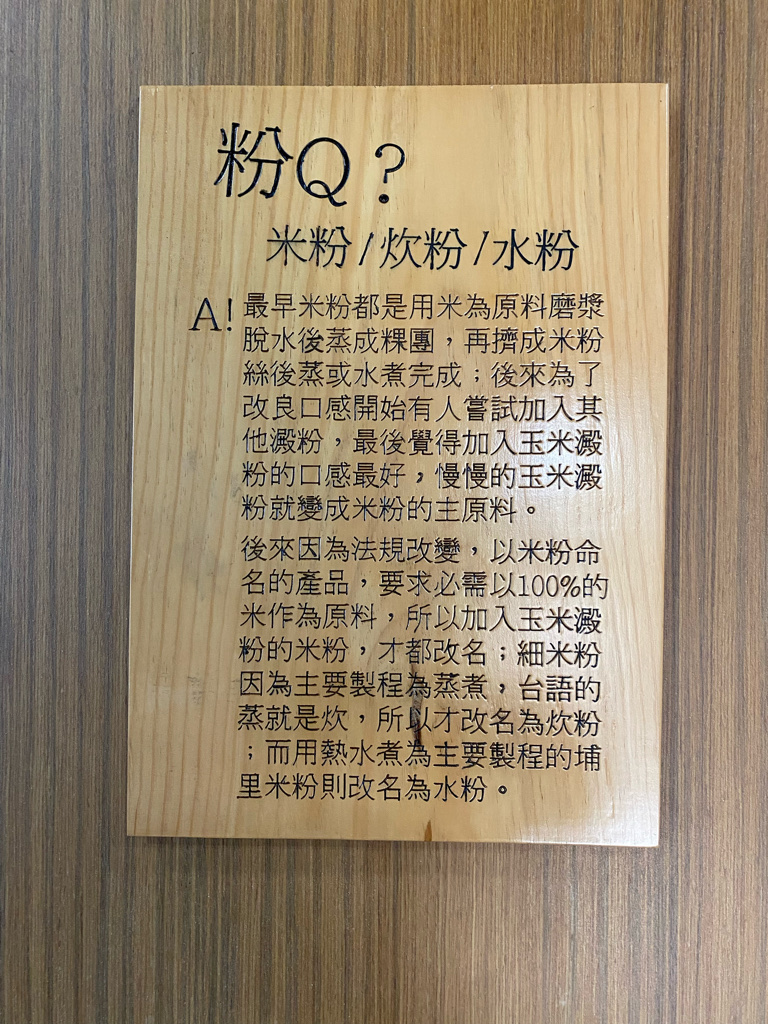 粉Q？
米粉/炊粉/水粉
A! 最早米粉都是用米為原料磨漿
脫水後蒸成粿團，再擠成米粉
絲後蒸或水煮完成；後來為了
改良口感開始有人嘗試加入其
他澱粉，最後覺得加入玉米澱
粉的口感最好，慢慢的玉米澱
粉就變成米粉的主原料。
後來因為法規改變，以米粉命
名的產品，要求必需以100%的
米作為原料，所以加入玉米澱
粉的米粉，才都改名；細米粉
因為主要製程為蒸煮，台語的
蒸就是炊，所以才改名為炊粉
；而用熱水煮為主要製程的埔
里米粉則改名為水粉。